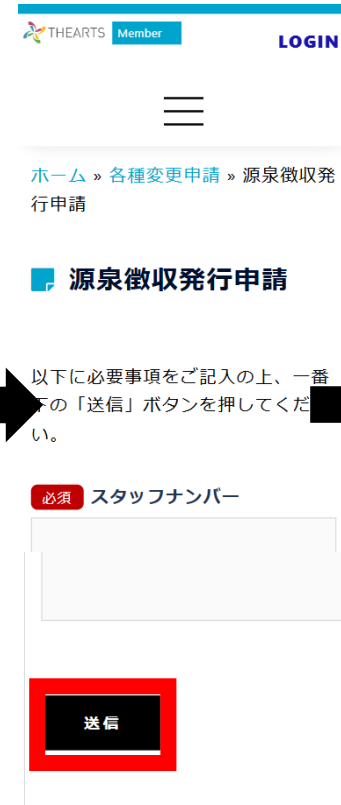 THEARTS Member
LOGIN
ホーム » 各種変更申請 » 源泉徴収発
行申請
源泉徴収発行申請
以下に必要事項をご記入の上、一番
下の「送信」ボタンを押してくださ
い。
必須 スタッフナンバー
送信